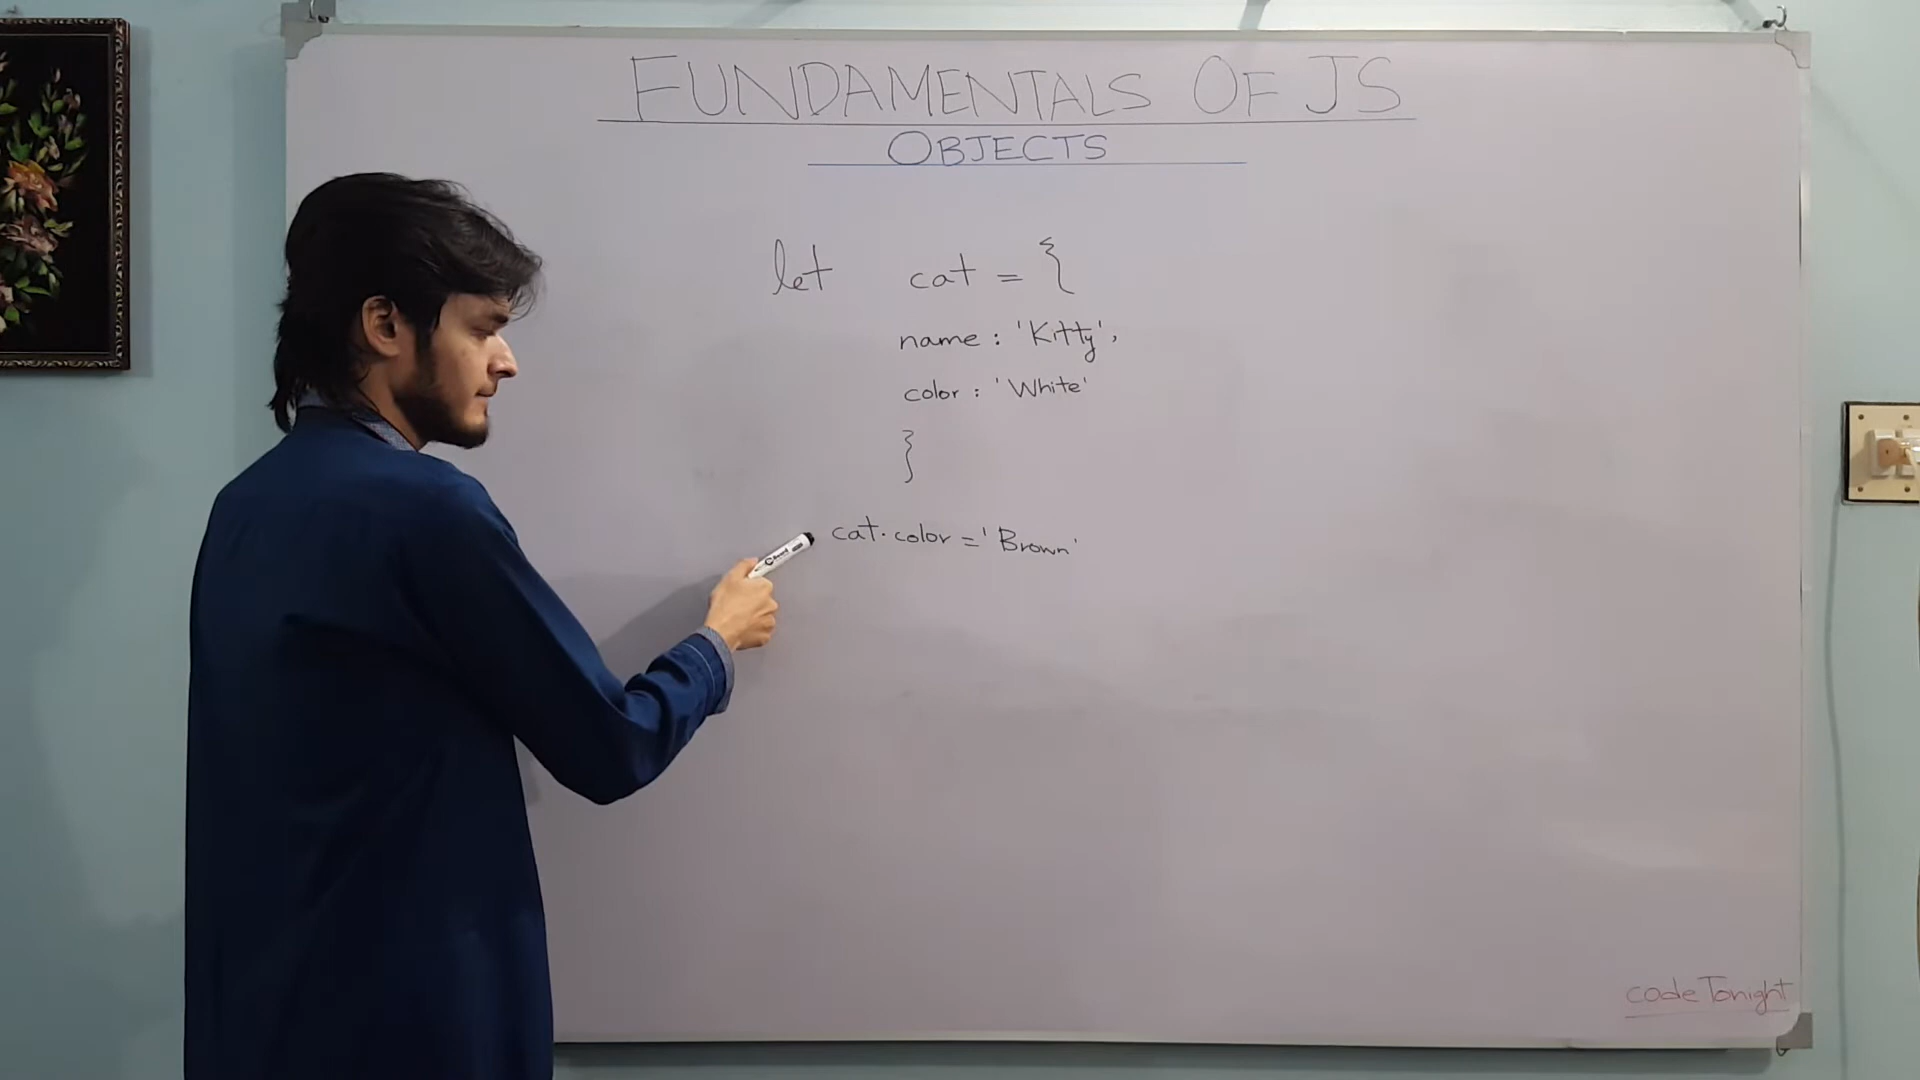 FUNDAMENTALS OF JS
OBJECTS
let cat = {
name : 'Kitty',
color : 'White'
}
cat.color = 'Brown'
codeTonight